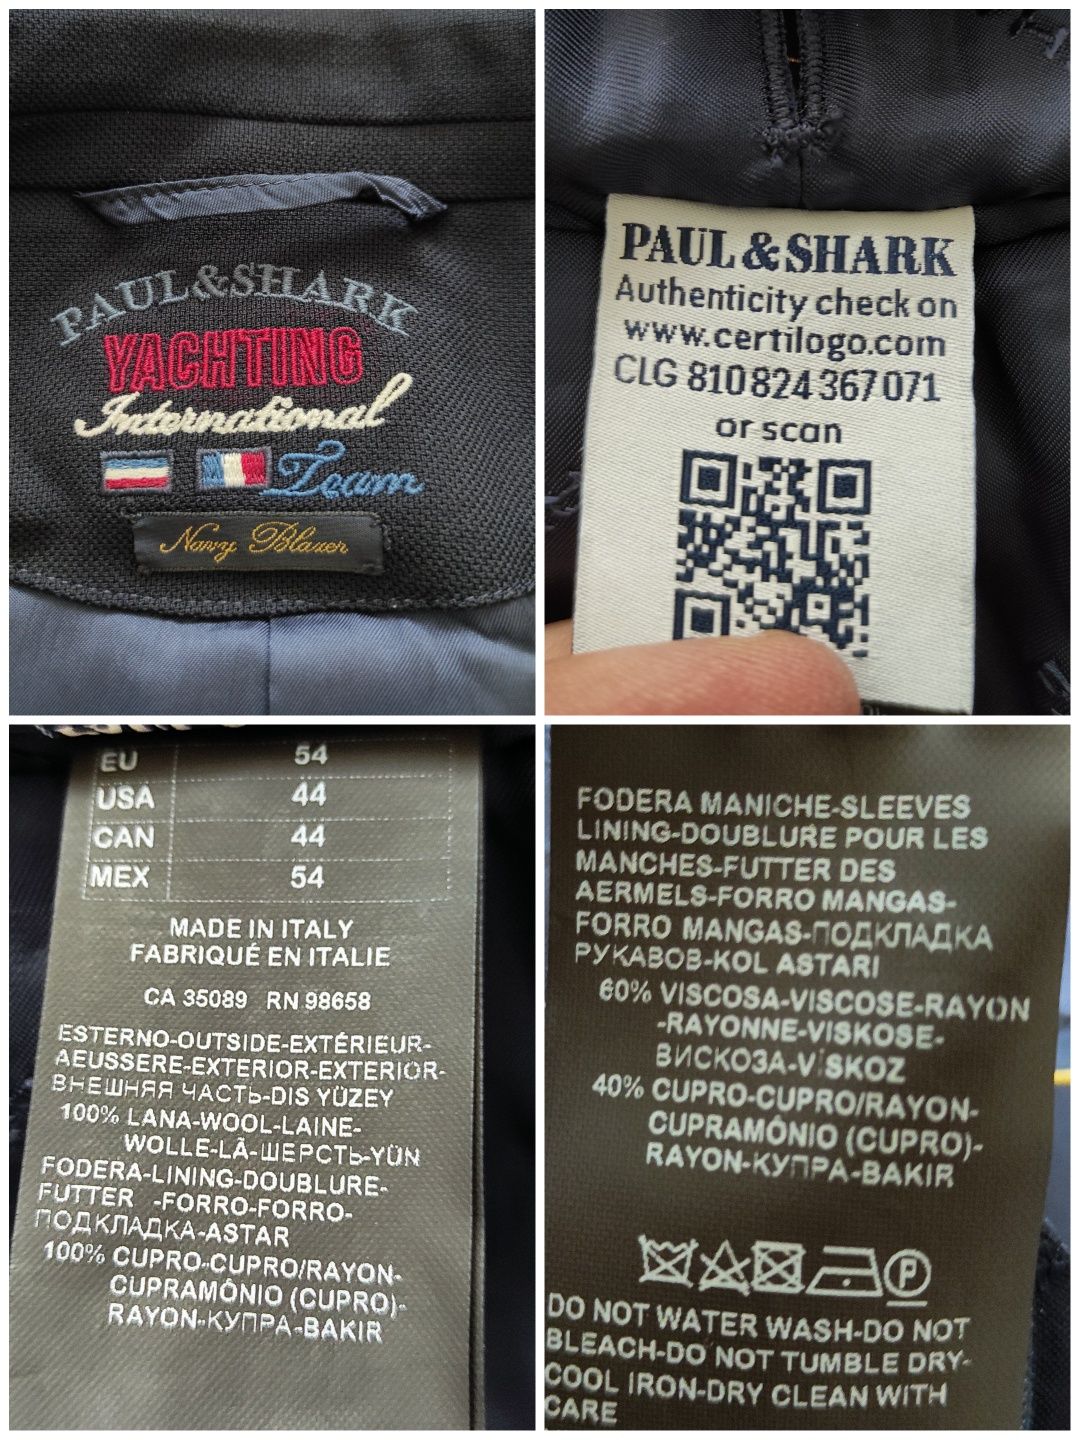 PAUL&SHARK
YACHTING
International
Team
Navy Blazer
PAUL & SHARK
Authenticity check on
www.certilogo.com
CLG 810 824 367 071
or scan
EU 54
USA 44
CAN 44
MEX 54
MADE IN ITALY
FABRIQUÉ EN ITALIE
CA 35089 RN 98658
ESTERNO-OUTSIDE-EXTÉRIEUR-
AEUSSERE-EXTERIOR-EXTERIOR-
ВНЕШНЯЯ ЧАСТЬ-DIS YÜZEY
100% LANA-WOOL-LAINE-
WOLLE-LÃ-ШЕРСТЬ-YÜN
FODERA-LINING-DOUBLURE-
FUTTER -FORRO-FORRO-
ПОДКЛАДКА-ASTAR
100% CUPRO-CUPRO/RAYON-
CUPRAMÓNIO (CUPRO)-
RAYON-КУПРА-BAKIR
FODERA MANICHE-SLEEVES
LINING-DOUBLURE POUR LES
MANCHES-FUTTER DES
AERMELS-FORRO MANGAS-
FORRO MANGAS-ПОДКЛАДКА
РУКАВОВ-KOL ASTARI
60% VISCOSA-VISCOSE-RAYON
-RAYONNE-VISKOSE-
ВИСКОЗА-VISKOZ
40% CUPRO-CUPRO/RAYON-
CUPRAMÓNIO (CUPRO)-
RAYON-КУПРА-BAKIR
P
DO NOT WATER WASH-DO NOT
BLEACH-DO NOT TUMBLE DRY-
COOL IRON-DRY CLEAN WITH
CARE